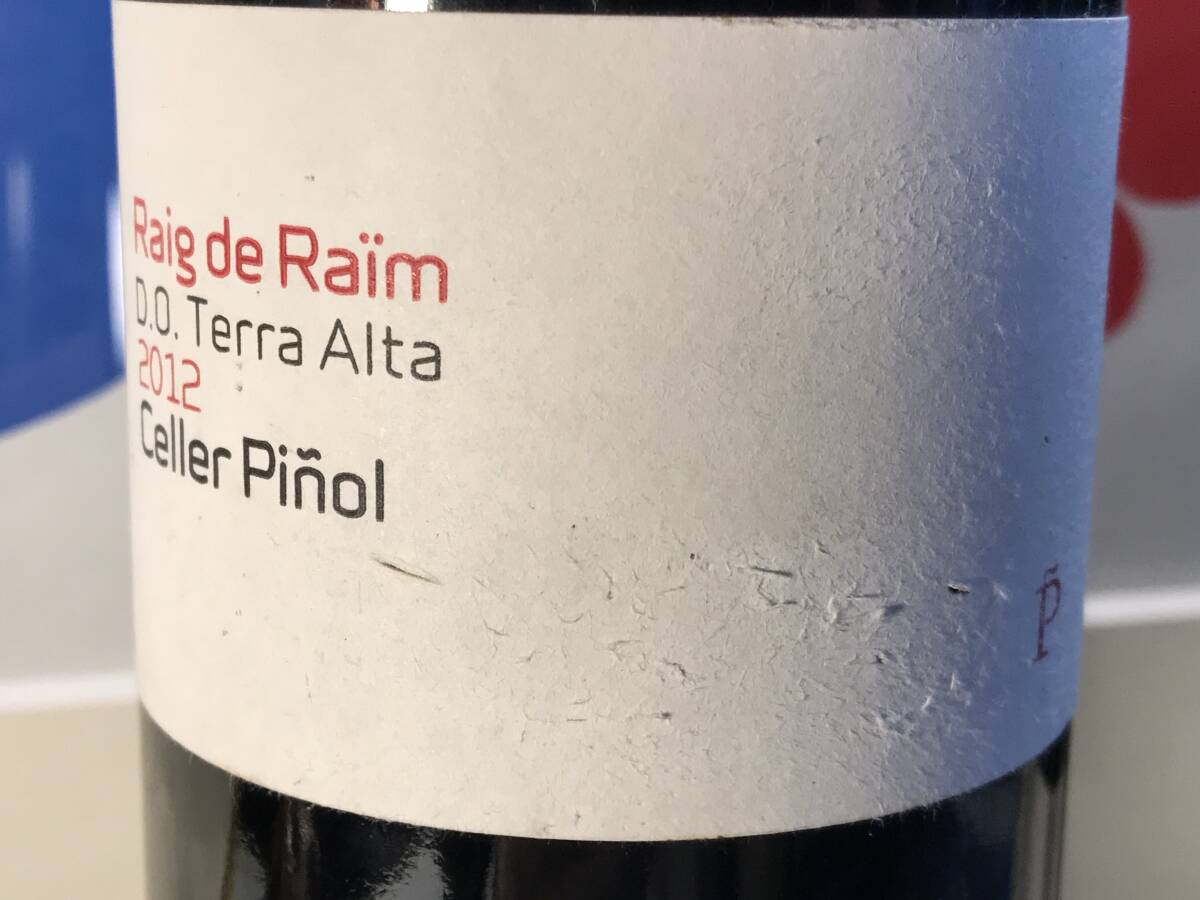 Raig de Raïm
D.O. Terra Alta
2012
Celler Piñol
P̃